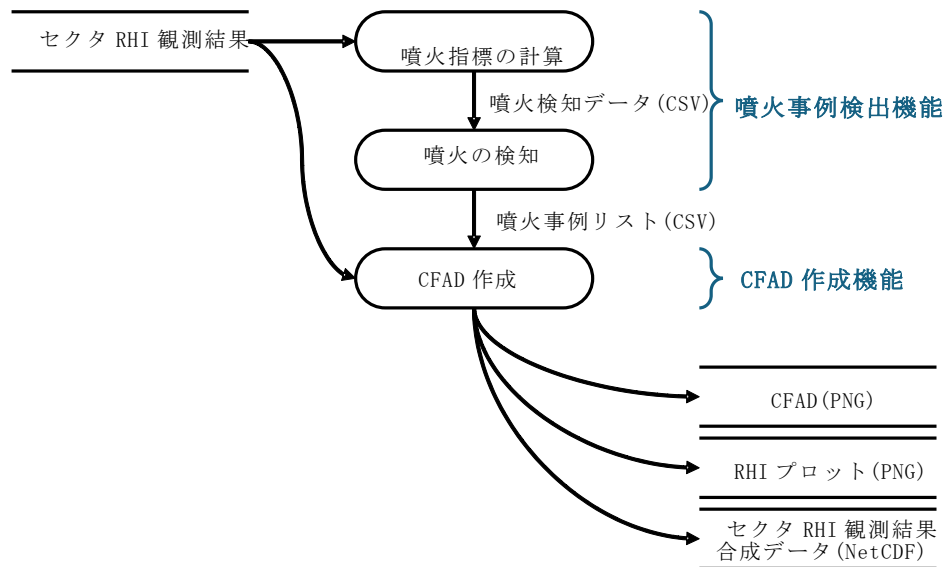 セクタ RHI 観測結果
噴火指標の計算
噴火検知データ(CSV)
噴火事例検出機能
噴火の検知
噴火事例リスト(CSV)
CFAD 作成
CFAD 作成機能
CFAD(PNG)
RHI プロット(PNG)
セクタ RHI 観測結果
合成データ(NetCDF)